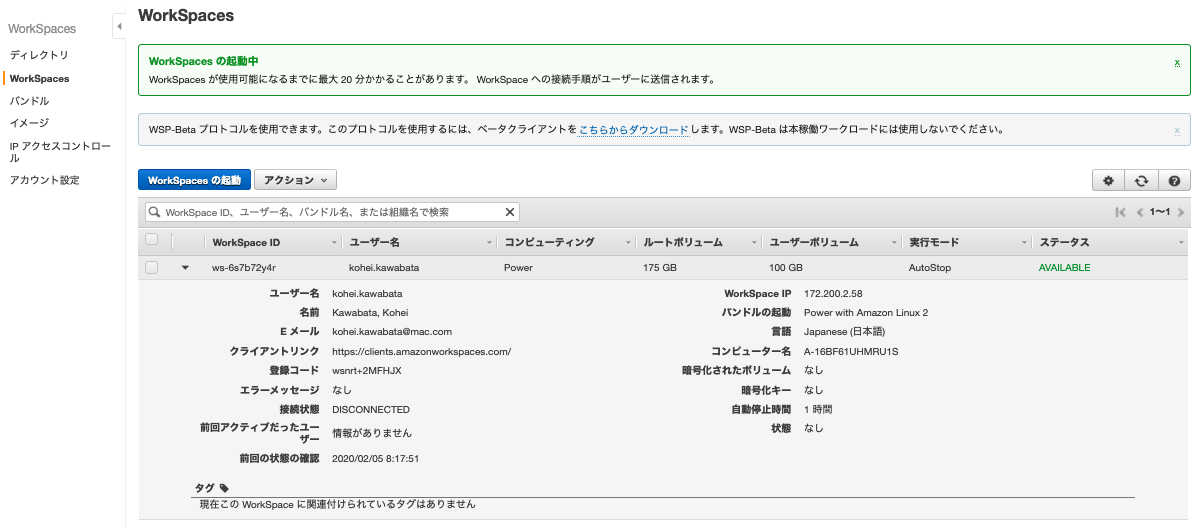 WorkSpaces
ディレクトリ
WorkSpaces
バンドル
イメージ
IP アクセスコントロー
ル
アカウント設定
WorkSpaces
WorkSpaces の起動中
WorkSpaces が使用可能になるまでに最大 20 分かかることがあります。 WorkSpace への接続手順がユーザーに送信されます。
x
WSP-Beta プロトコルを使用できます。このプロトコルを使用するには、ベータクライアントをこちらからダウンロードします。WSP-Beta は本稼働ワークロードには使用しないでください。
x
WorkSpaces の起動 アクション
WorkSpace ID、ユーザー名、バンドル名、または組織名で検索 1〜1
WorkSpace ID ユーザー名 コンピューティング ルートボリューム ユーザーボリューム 実行モード ステータス
ws-6s7b72y4r kohei.kawabata Power 175 GB 100 GB AutoStop AVAILABLE
ユーザー名 kohei.kawabata
名前 Kawabata, Kohei
E メール kohei.kawabata@mac.com
クライアントリンク https://clients.amazonworkspaces.com/
登録コード wsnrt+2MFHJX
エラーメッセージ なし
接続状態 DISCONNECTED
前回アクティブだったユー
ザー 情報がありません
前回の状態の確認 2020/02/05 8:17:51
WorkSpace IP 172.200.2.58
バンドルの起動 Power with Amazon Linux 2
言語 Japanese (日本語)
コンピューター名 A-16BF61UHMRU1S
暗号化されたボリューム なし
暗号化キー なし
自動停止時間 1 時間
状態 なし
タグ
現在この WorkSpace に関連付けられているタグはありません